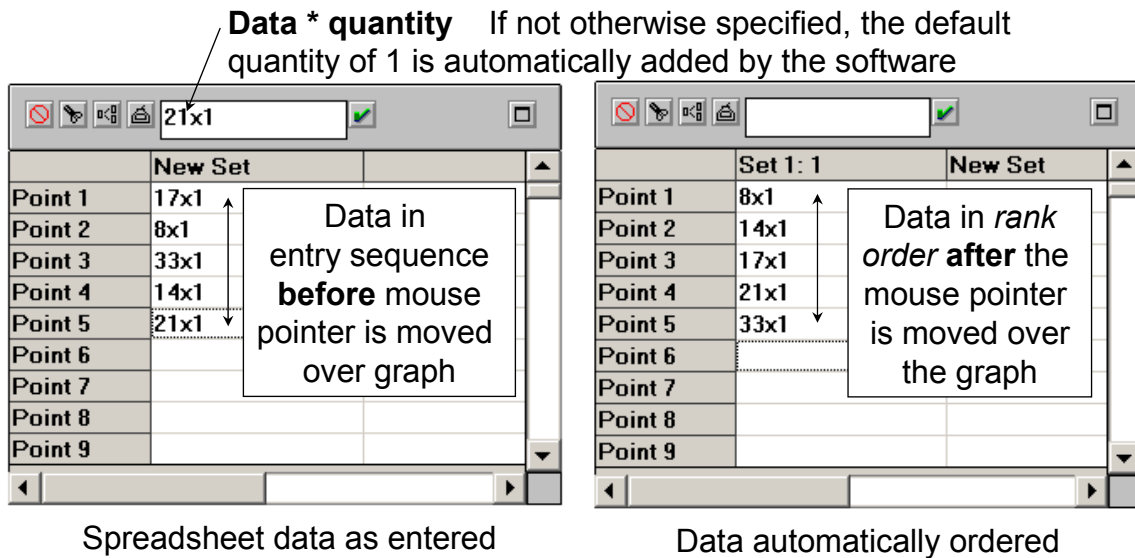 Data * quantity If not otherwise specified, the default
quantity of 1 is automatically added by the software
21x1
New Set
Point 1 17x1
Point 2 8x1
Point 3 33x1
Point 4 14x1
Point 5 21x1
Point 6
Point 7
Point 8
Point 9
Data in
entry sequence
before mouse
pointer is moved
over graph
Spreadsheet data as entered
Set 1: 1 New Set
Point 1 8x1
Point 2 14x1
Point 3 17x1
Point 4 21x1
Point 5 33x1
Point 6
Point 7
Point 8
Point 9
Data in rank
order after the
mouse pointer
is moved over
the graph
Data automatically ordered